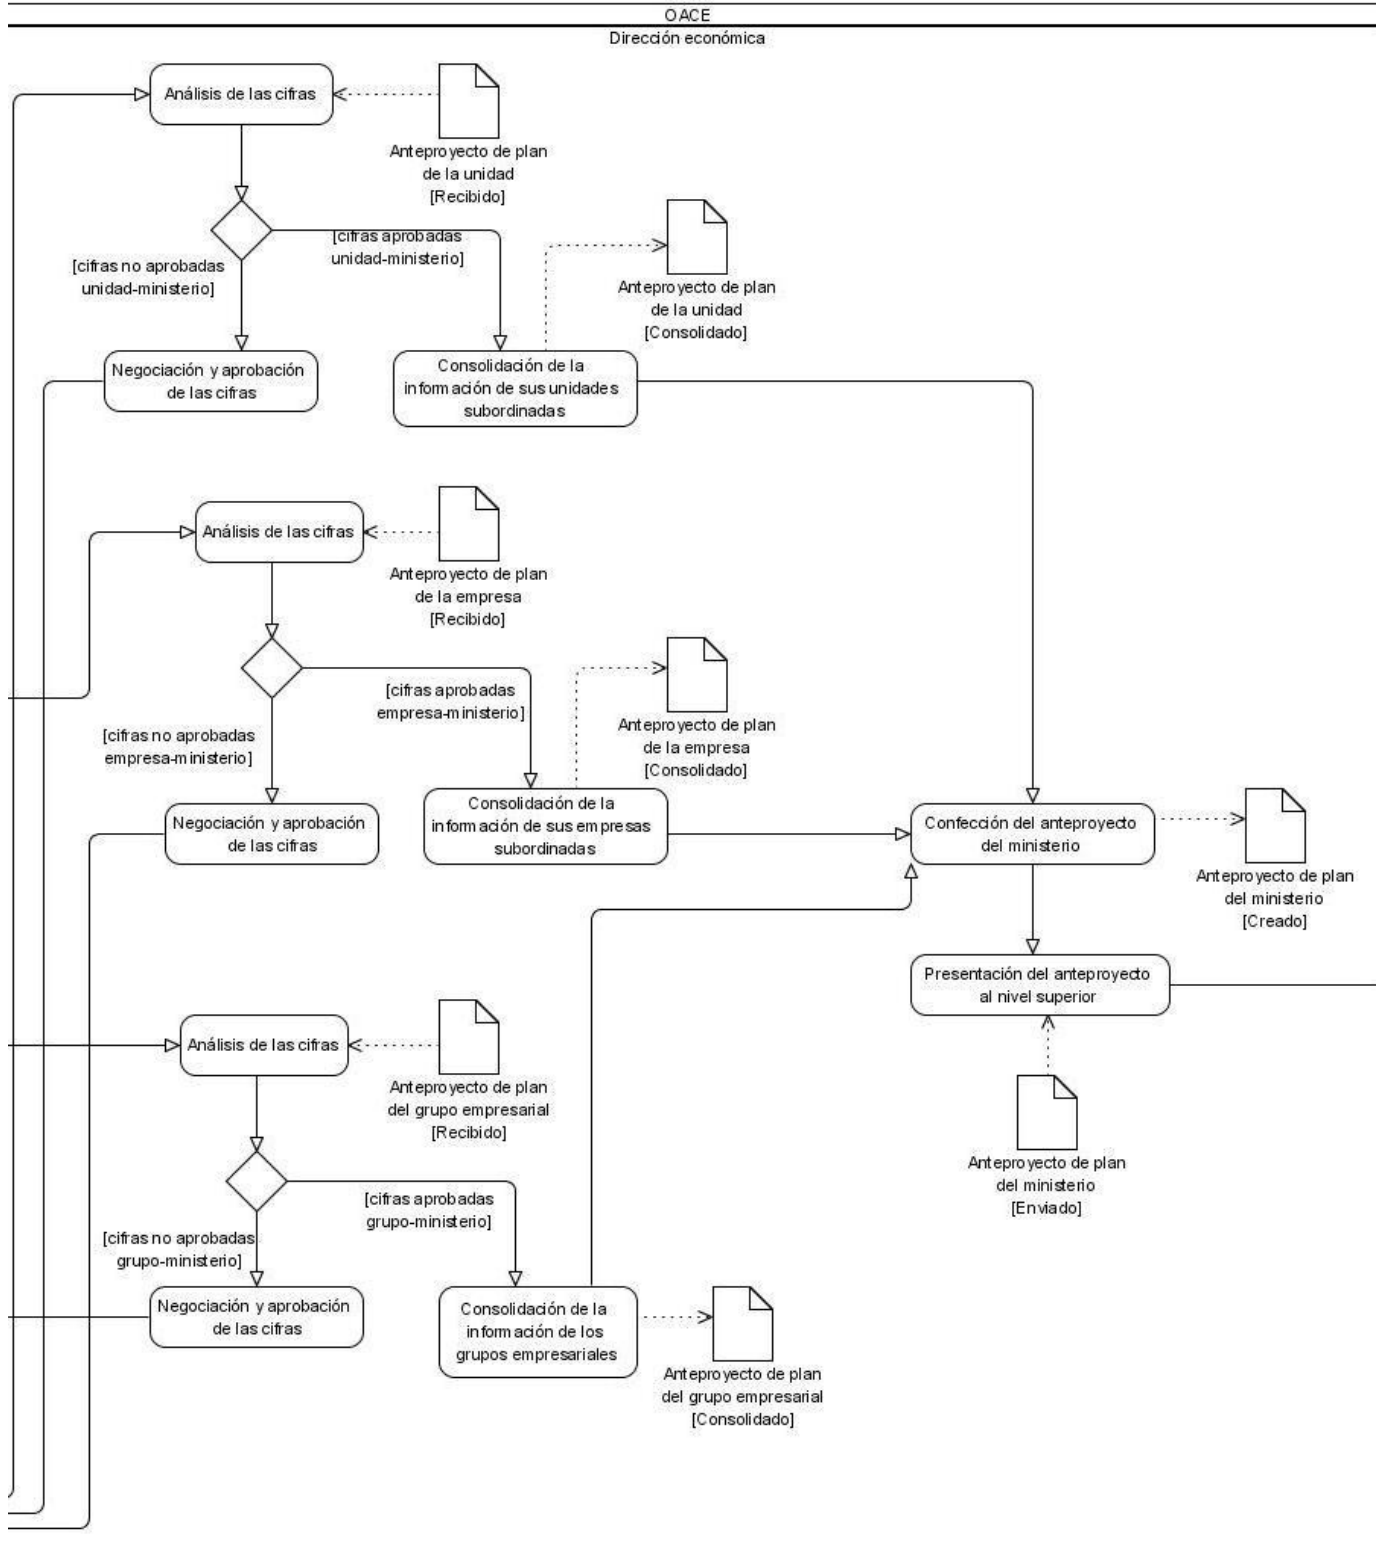 OACE
Dirección económica
Análisis de las cifras
Anteproyecto de plan
de la unidad
[Recibido]
[cifras aprobadas
unidad-ministerio]
[cifras no aprobadas
unidad-ministerio]
Anteproyecto de plan
de la unidad
[Consolidado]
Negociación y aprobación
de las cifras
Consolidación de la
información de sus unidades
subordinadas
Análisis de las cifras
Anteproyecto de plan
de la empresa
[Recibido]
[cifras aprobadas
empresa-ministerio]
[cifras no aprobadas
empresa-ministerio]
Anteproyecto de plan
de la empresa
[Consolidado]
Negociación y aprobación
de las cifras
Consolidación de la
información de sus empresas
subordinadas
Confección del anteproyecto
del ministerio
Anteproyecto de plan
del ministerio
[Creado]
Presentación del anteproyecto
al nivel superior
Anteproyecto de plan
del ministerio
[Enviado]
Análisis de las cifras
Anteproyecto de plan
del grupo empresarial
[Recibido]
[cifras aprobadas
grupo-ministerio]
[cifras no aprobadas
grupo-ministerio]
Negociación y aprobación
de las cifras
Consolidación de la
información de los
grupos empresariales
Anteproyecto de plan
del grupo empresarial
[Consolidado]